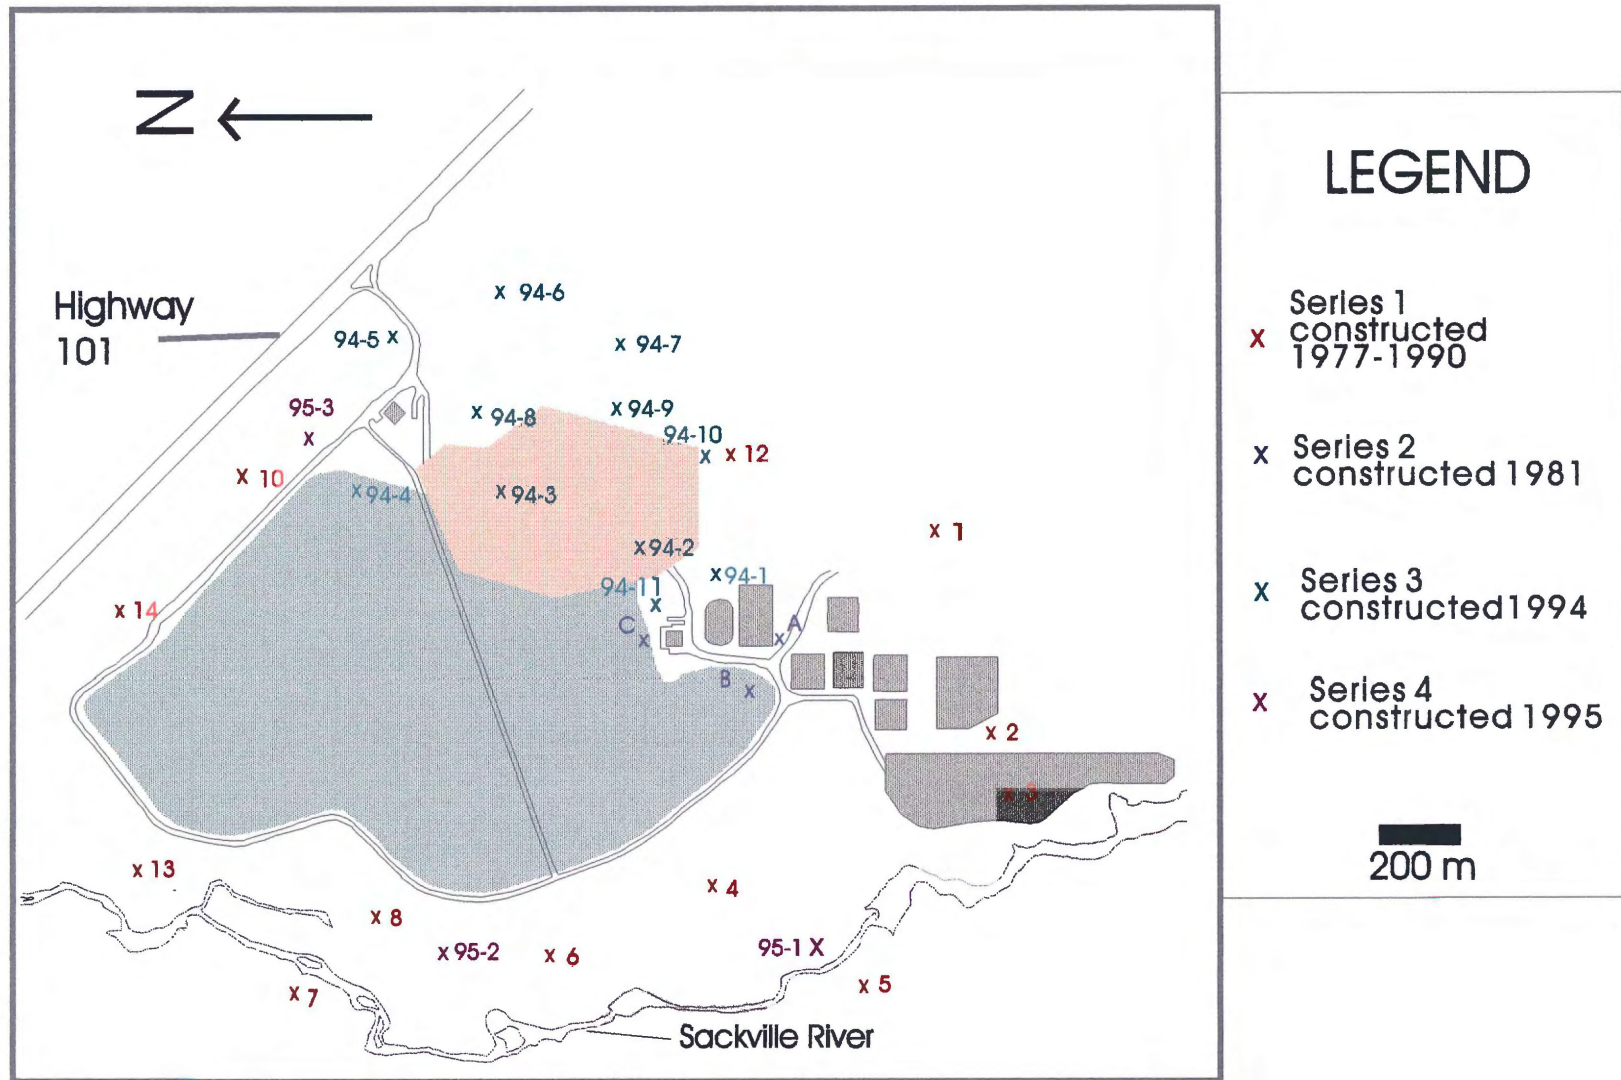 N
LEGEND
Highway
101
94-6
94-5
94-7
95-3
94-8
94-9
94-10
12
10
94-4
94-3
1
94-2
94-11
94-1
14
C
A
B
2
3
13
4
8
95-2
6
95-1
7
5
Sackville River
Series 1
constructed
1977-1990
Series 2
constructed 1981
Series 3
constructed1994
Series 4
constructed 1995
200 m